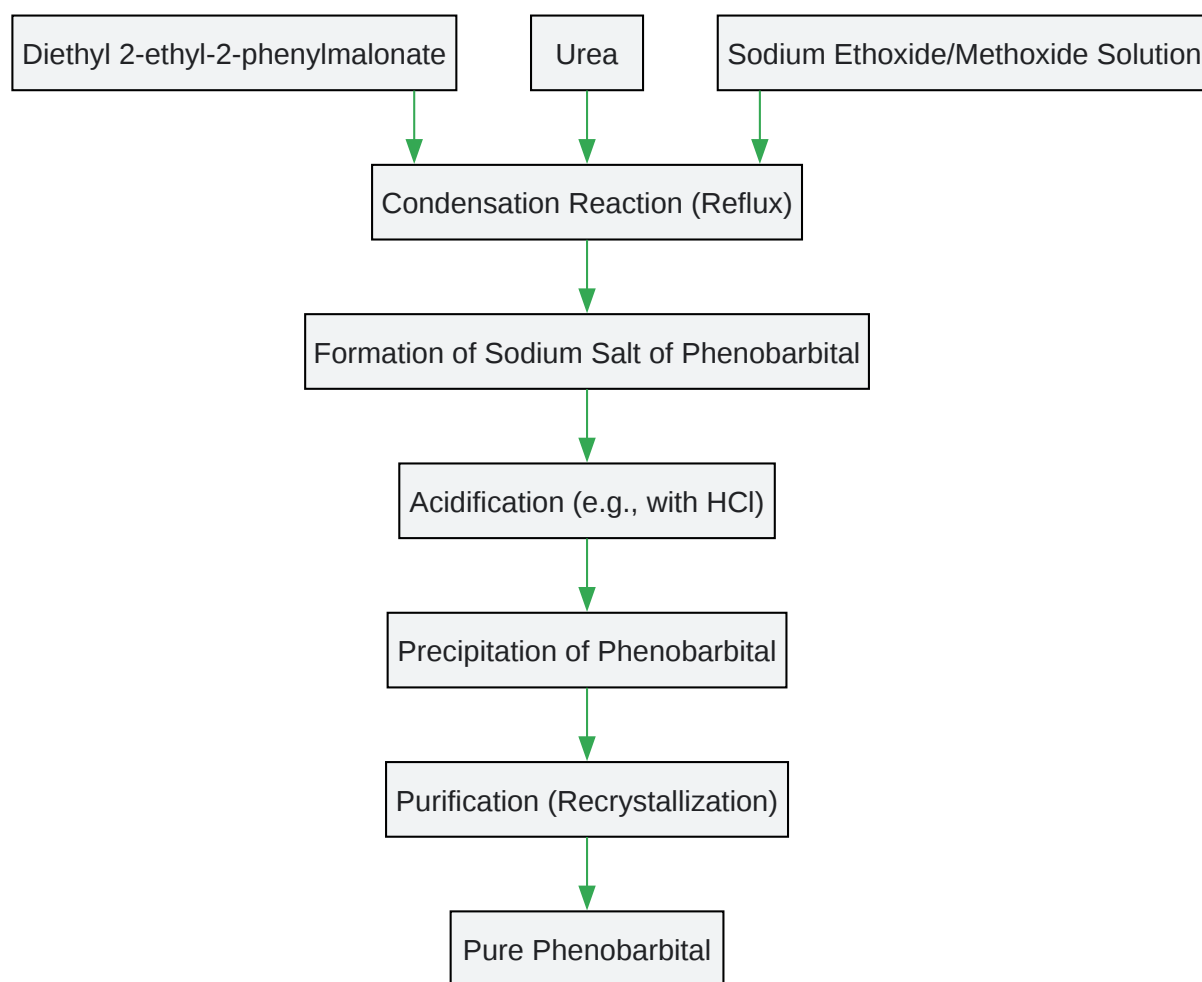 Diethyl 2-ethyl-2-phenylmalonate
Urea
Sodium Ethoxide/Methoxide Solution
Condensation Reaction (Reflux)
Formation of Sodium Salt of Phenobarbital
Acidification (e.g., with HCl)
Precipitation of Phenobarbital
Purification (Recrystallization)
Pure Phenobarbital